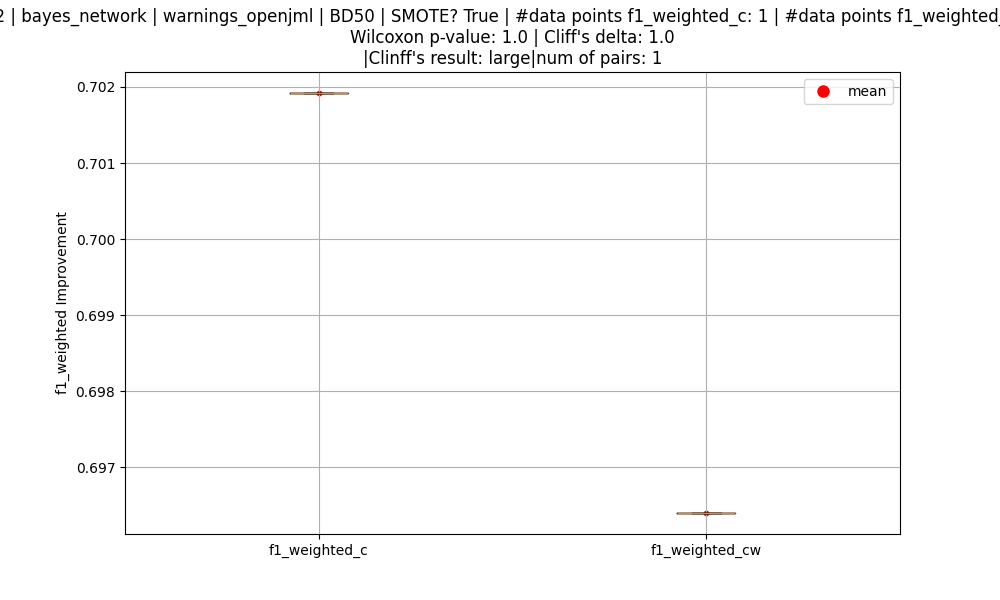 2 | bayes_network | warnings_openjml | BD50 | SMOTE? True | #data points f1_weighted_c: 1 | #data points f1_weighted_
Wilcoxon p-value: 1.0 | Cliff's delta: 1.0
|Clinff's result: large|num of pairs: 1
mean
f1_weighted Improvement
0.702
0.701
0.700
0.699
0.698
0.697
f1_weighted_c
f1_weighted_cw